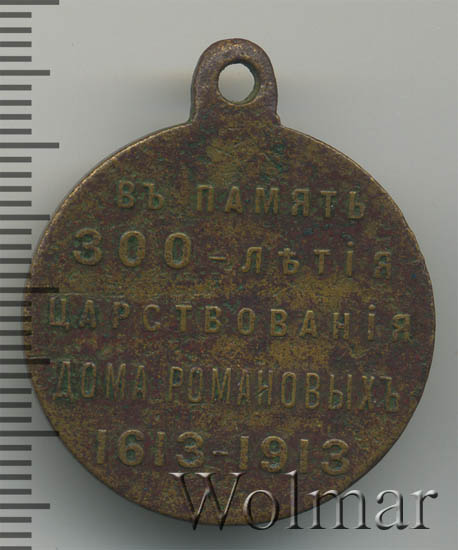 ВЪ ПАМЯТЬ
300-ЛѢТІЯ
ЦАРСТВОВАНІЯ
ДОМА РОМАНОВЫХЪ
1613-1913
Wolmar